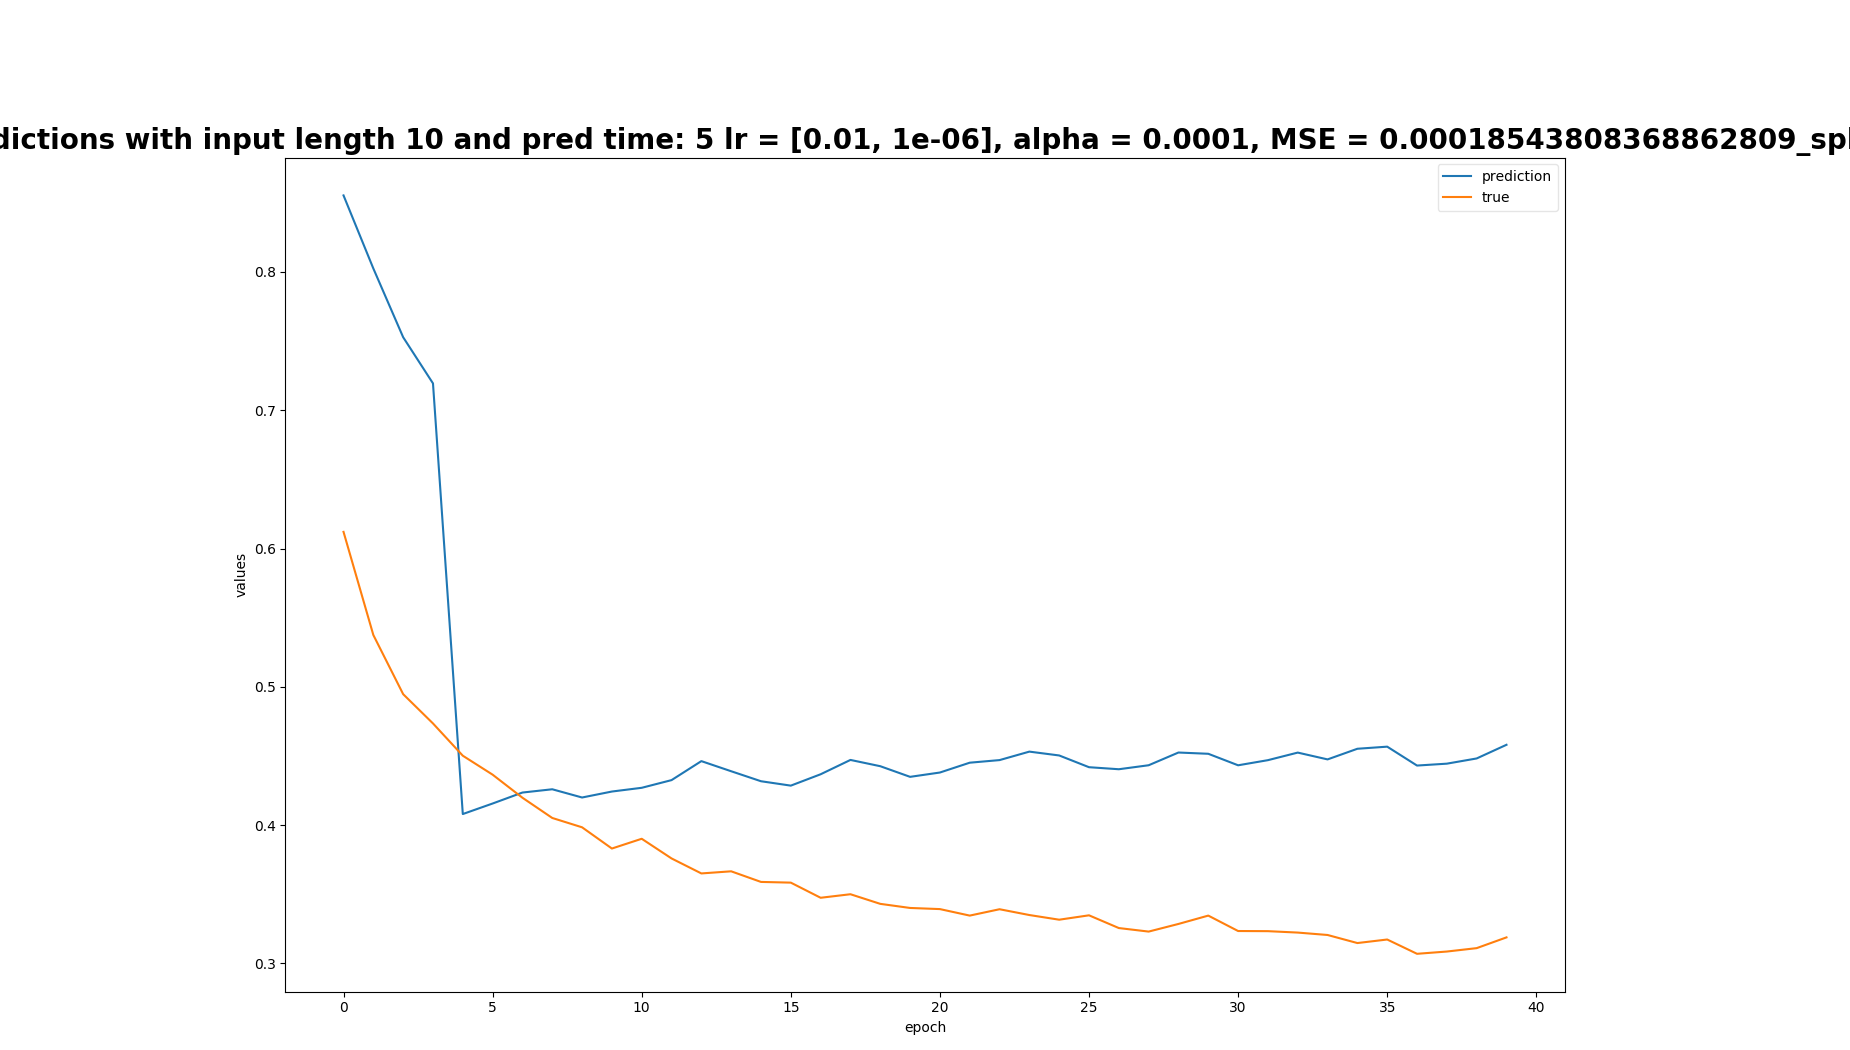 dictions with input length 10 and pred time: 5 lr = [0.01, 1e-06], alpha = 0.0001, MSE = 0.00018543808368862809_spl
prediction
true
0.8
0.7
0.6
0.5
0.4
0.3
values
0 5 10 15 20 25 30 35 40
epoch